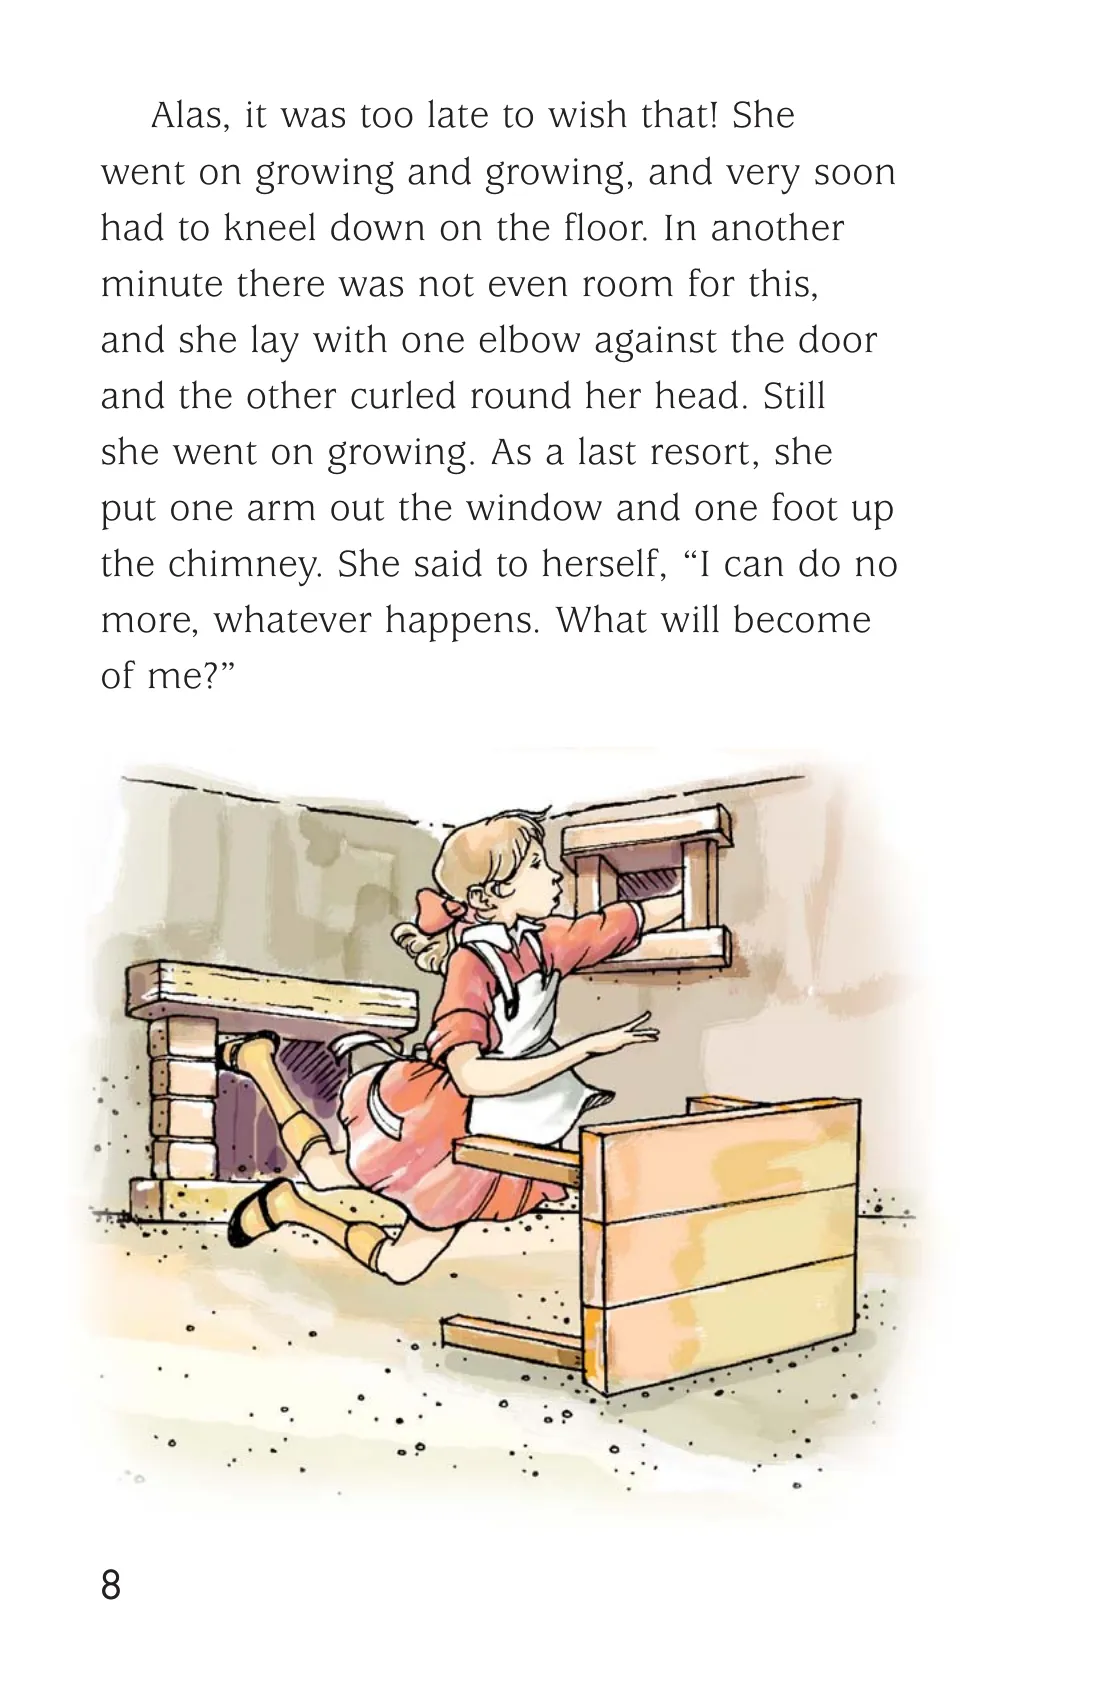 Alas, it was too late to wish that! She
went on growing and growing, and very soon
had to kneel down on the floor. In another
minute there was not even room for this,
and she lay with one elbow against the door
and the other curled round her head. Still
she went on growing. As a last resort, she
put one arm out the window and one foot up
the chimney. She said to herself, “I can do no
more, whatever happens. What will become
of me?”
8